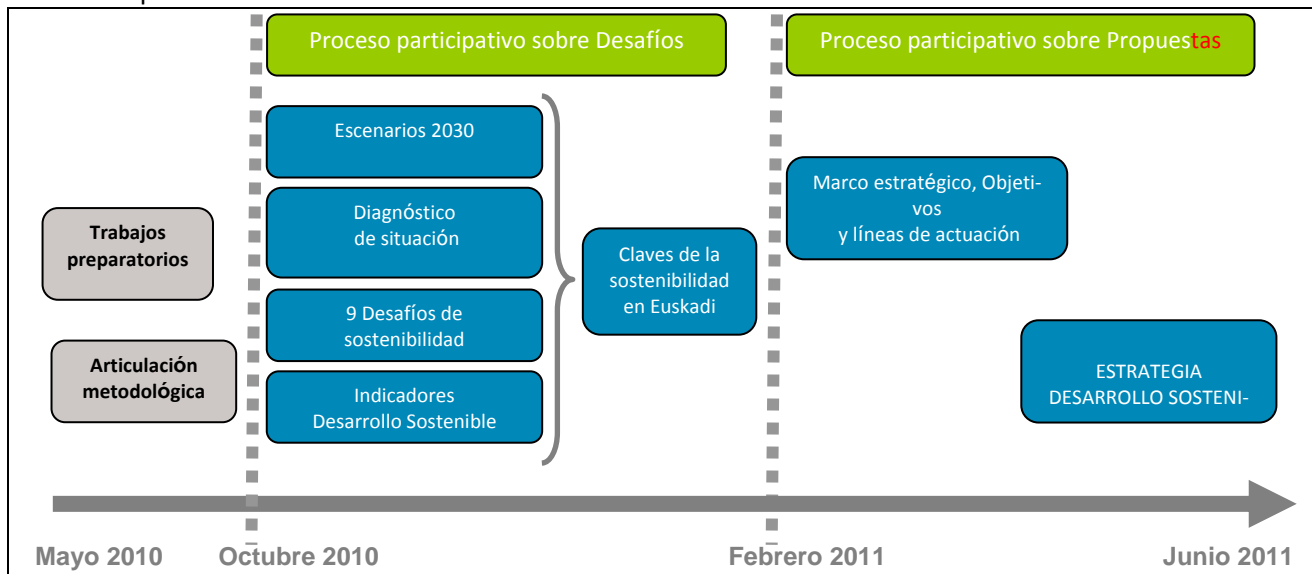 Proceso participativo sobre Desafíos
Proceso participativo sobre Propuestas
Escenarios 2030
Diagnóstico
de situación
9 Desafíos de
sostenibilidad
Indicadores
Desarrollo Sostenible
Trabajos
preparatorios
Articulación
metodológica
Claves de la
sostenibilidad
en Euskadi
Marco estratégico, Objeti-
vos
y líneas de actuación
ESTRATEGIA
DESARROLLO SOSTENI-
Mayo 2010
Octubre 2010
Febrero 2011
Junio 2011